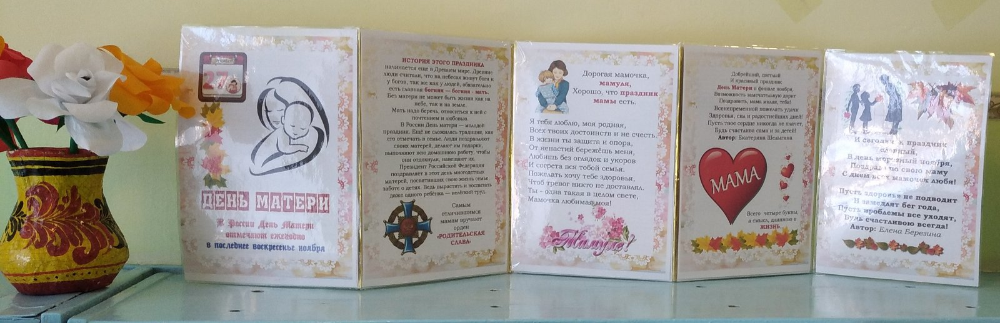 27
ДЕНЬ МАТЕРИ
В России День Матери
отмечают ежегодно
в последнее воскресенье ноября
ИСТОРИЯ ЭТОГО ПРАЗДНИКА
начинается еще в Древнем мире. Древние
люди считали, что на небесах живут боги и
у богов, так же как у людей, обязательно
есть главная богиня — богиня - мать.
Без матери не может быть жизни как на
небе, так и на земле.
Мать надо беречь, относиться к ней с
почтением и любовью.
В России День матери — молодой
праздник. Ещё не сложилась традиция, как
его отмечать в семье. Люди поздравляют
своих матерей, делают им подарки,
выполняют всю домашнюю работу, чтобы
они отдохнули, навещают их.
Президент Российской Федерации
поздравляет в этот день многодетных
матерей, посвятивших свою жизнь семье,
заботе о детях. Ведь вырастить и воспитать
даже одного ребёнка — нелёгкий труд.
Самым
отличившимся
мамам вручают
орден
«РОДИТЕЛЬСКАЯ
СЛАВА»
Дорогая мамочка,
мамуля,
Хорошо, что праздник
мамы есть.
Я тебя люблю, моя родная,
Всех твоих достоинств и не счесть.
В жизни ты защита и опора,
От ненастий бережёшь меня,
Любишь без оглядок и укоров
И согрета вся тобой семья.
Пожелать хочу тебе здоровья,
Чтоб тревог никто не доставлял.
Ты - одна такая в целом свете,
Мамочка любимая моя!
Мамуле!
Добрейший, светлый
И красивый праздник
День Матери в финале ноября,
Возможность замечательную дарит
Поздравить, мама милая, тебя!
Всенепременной пожелать удачи
Здоровья, сил и радостнейших дней!
Пусть твое сердце никогда не плачет,
Будь счастлива сама и за детей!
Автор: Екатерина Шелыгина
МАМА
Всего четыре буквы,
а смысл, длинною в
ЖИЗНЬ
И сегодня, в праздник
славный,
В день морозный ноября,
Поздравляю свою маму
С днем всех мамочек любя!
Пусть здоровье не подводит
И замедлят бег года,
Пусть проблемы все уходят,
Будь счастливою всегда!
Автор: Елена Березина